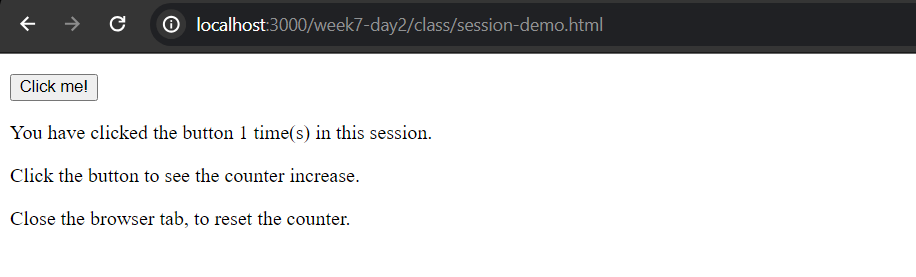 localhost:3000/week7-day2/class/session-demo.html
Click me!
You have clicked the button 1 time(s) in this session.
Click the button to see the counter increase.
Close the browser tab, to reset the counter.